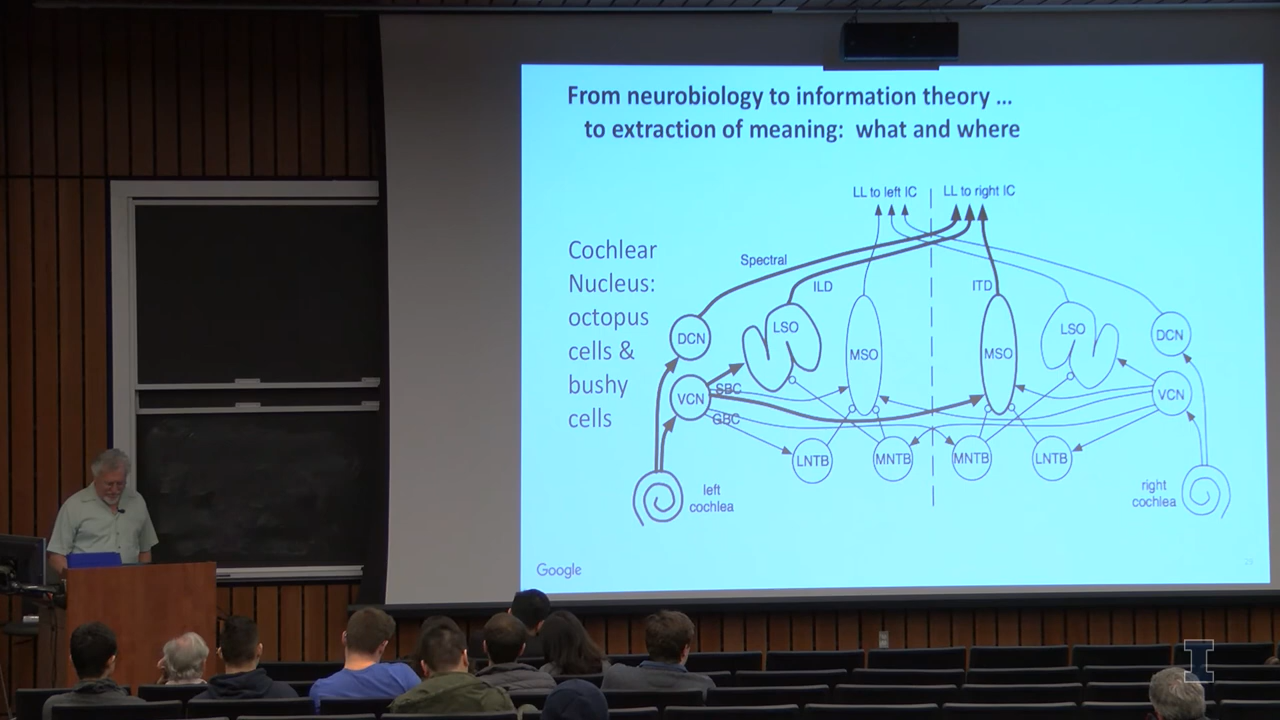 From neurobiology to information theory ...
to extraction of meaning: what and where
LL to left IC
LL to right IC
Cochlear
Nucleus:
octopus
cells &
bushy
cells
Spectral
ILD
ITD
DCN
LSO
MSO
MSO
LSO
DCN
VCN
SBC
GBC
VCN
LNTB
MNTB
MNTB
LNTB
left
cochlea
right
cochlea
Google
I